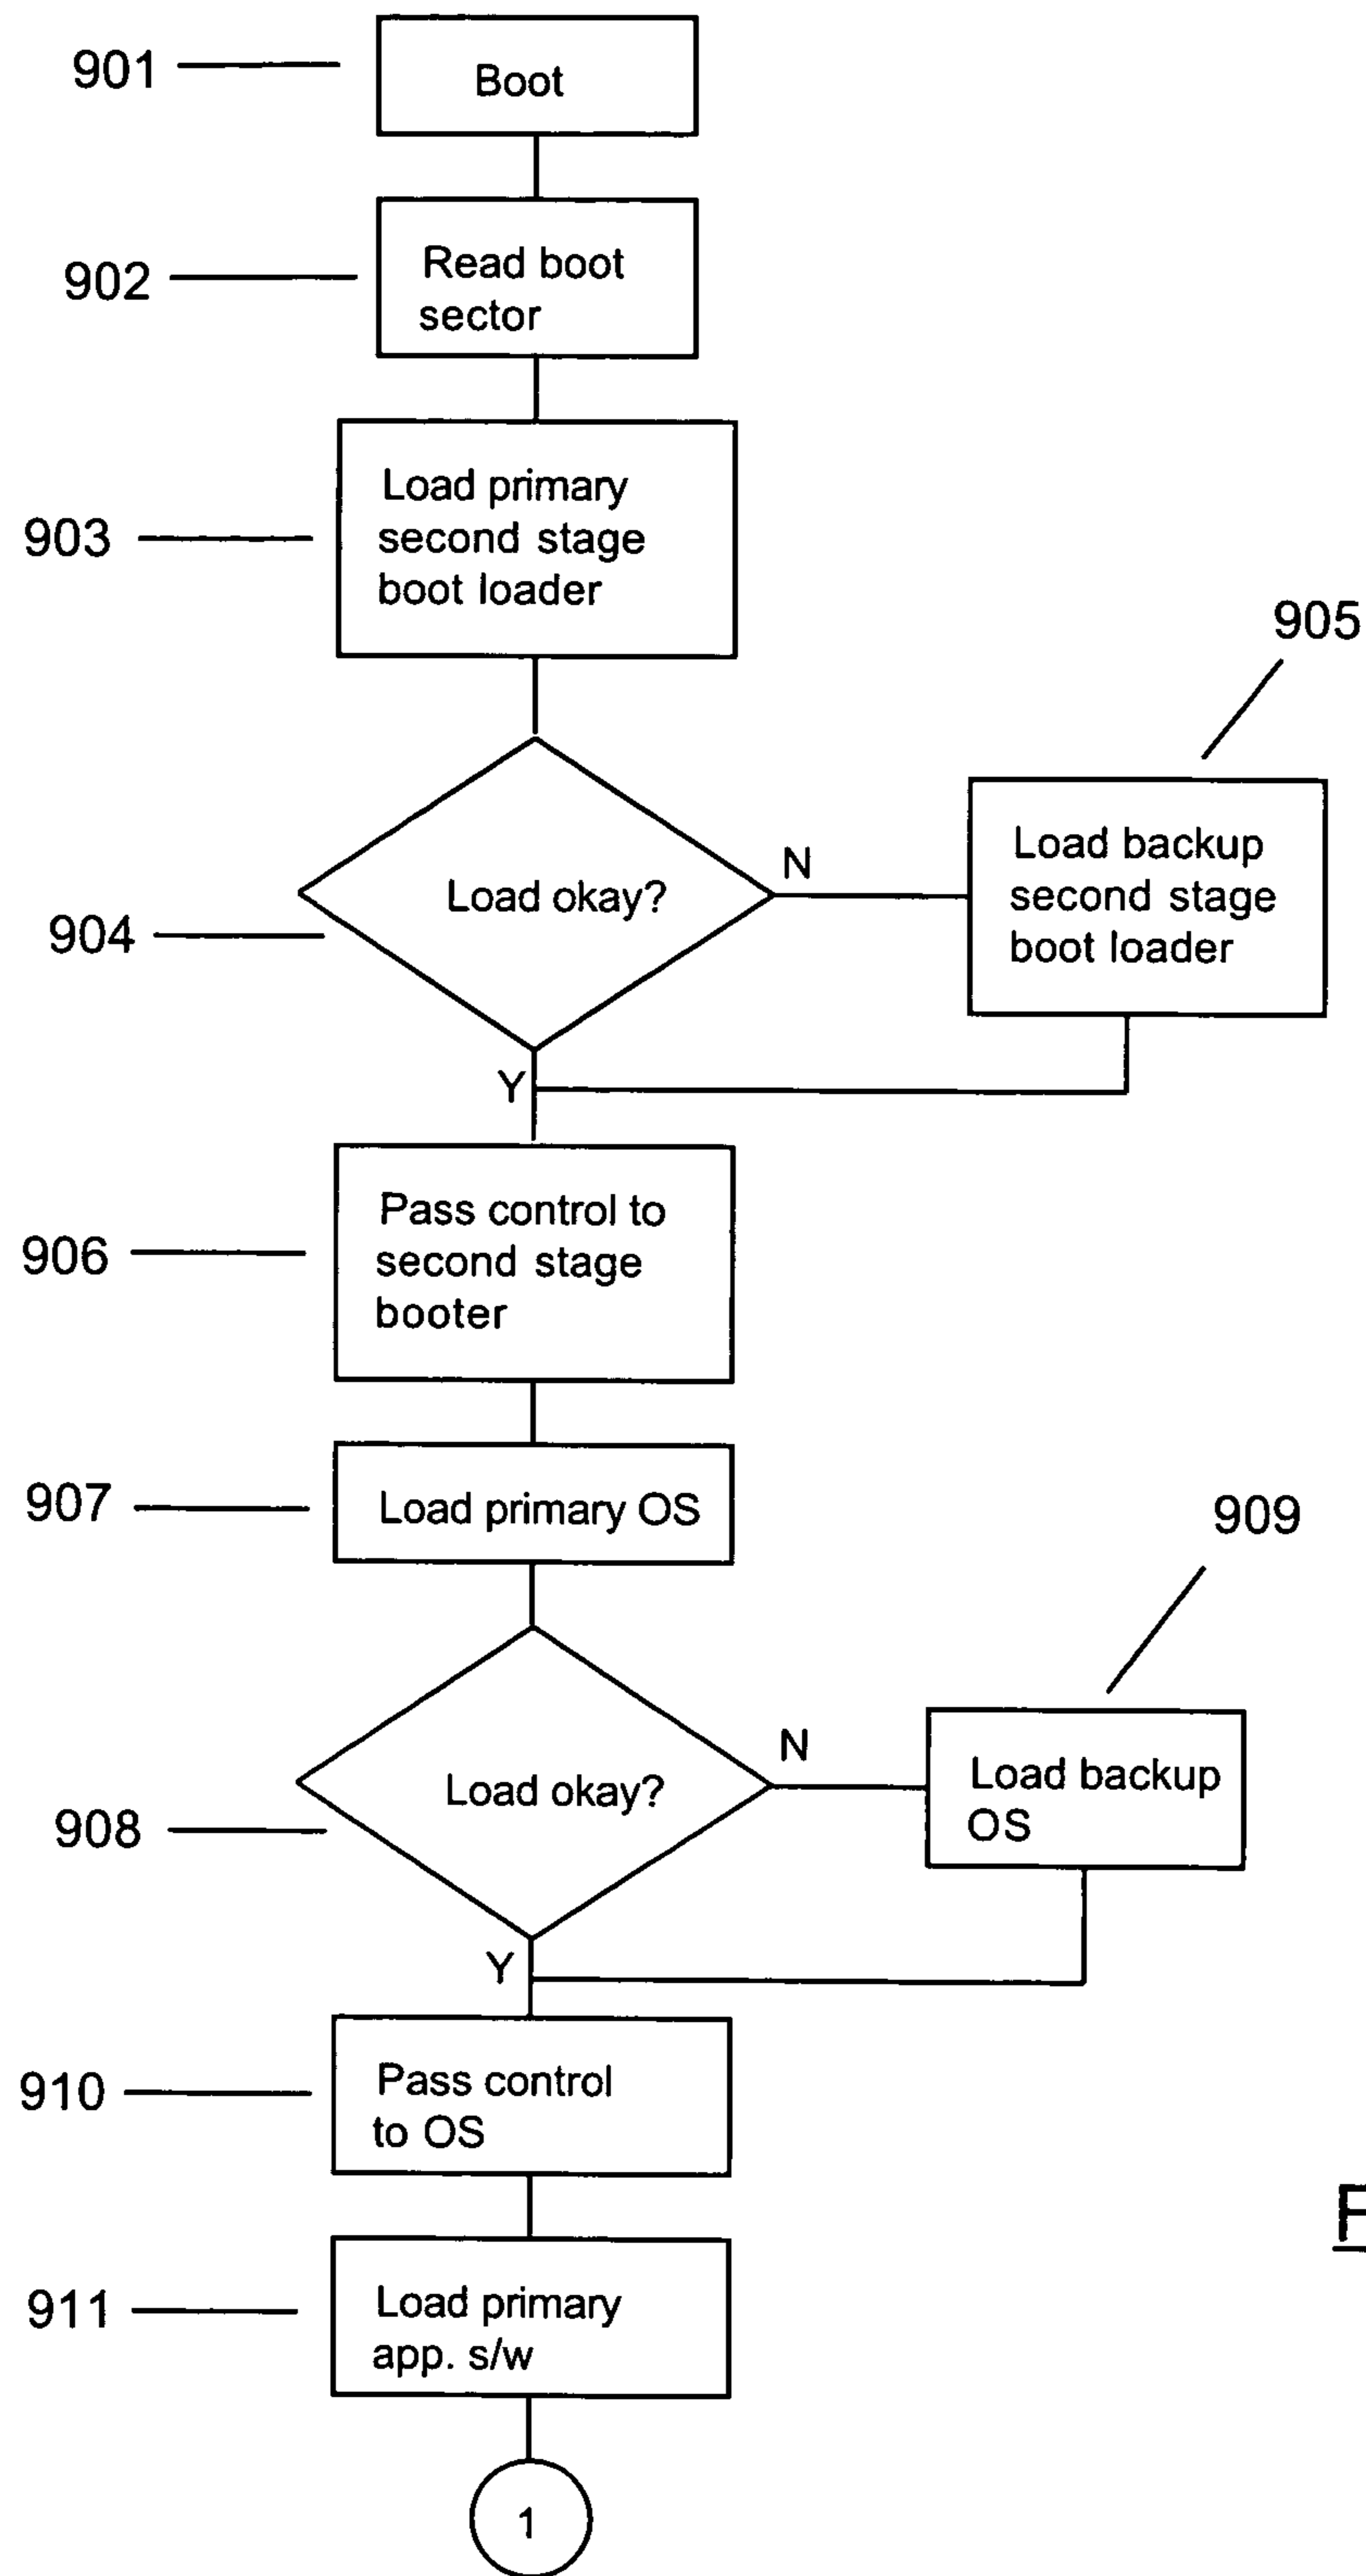 901
Boot
902
Read boot
sector
903
Load primary
second stage
boot loader
905
904
Load okay?
N
Load backup
second stage
boot loader
Y
906
Pass control to
second stage
booter
907
Load primary OS
909
908
Load okay?
N
Load backup
OS
Y
910
Pass control
to OS
911
Load primary
app. s/w
1